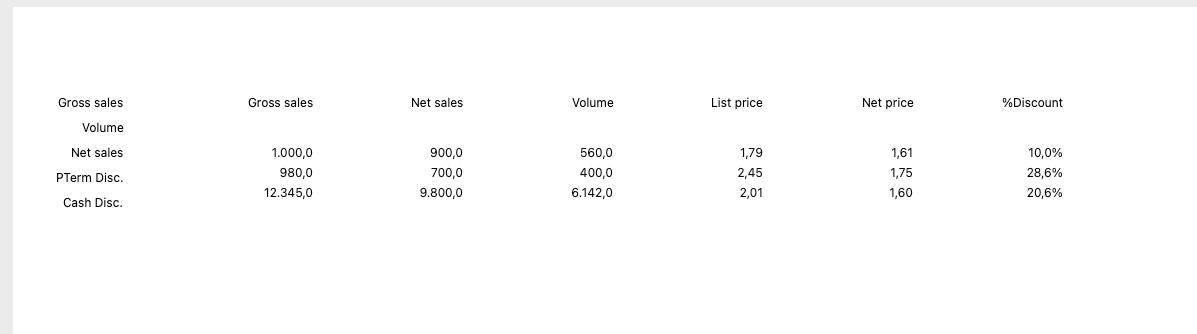 Gross sales Gross sales Net sales Volume List price Net price %Discount
Volume
Net sales 1.000,0 900,0 560,0 1,79 1,61 10,0%
PTerm Disc. 980,0 700,0 400,0 2,45 1,75 28,6%
Cash Disc. 12.345,0 9.800,0 6.142,0 2,01 1,60 20,6%